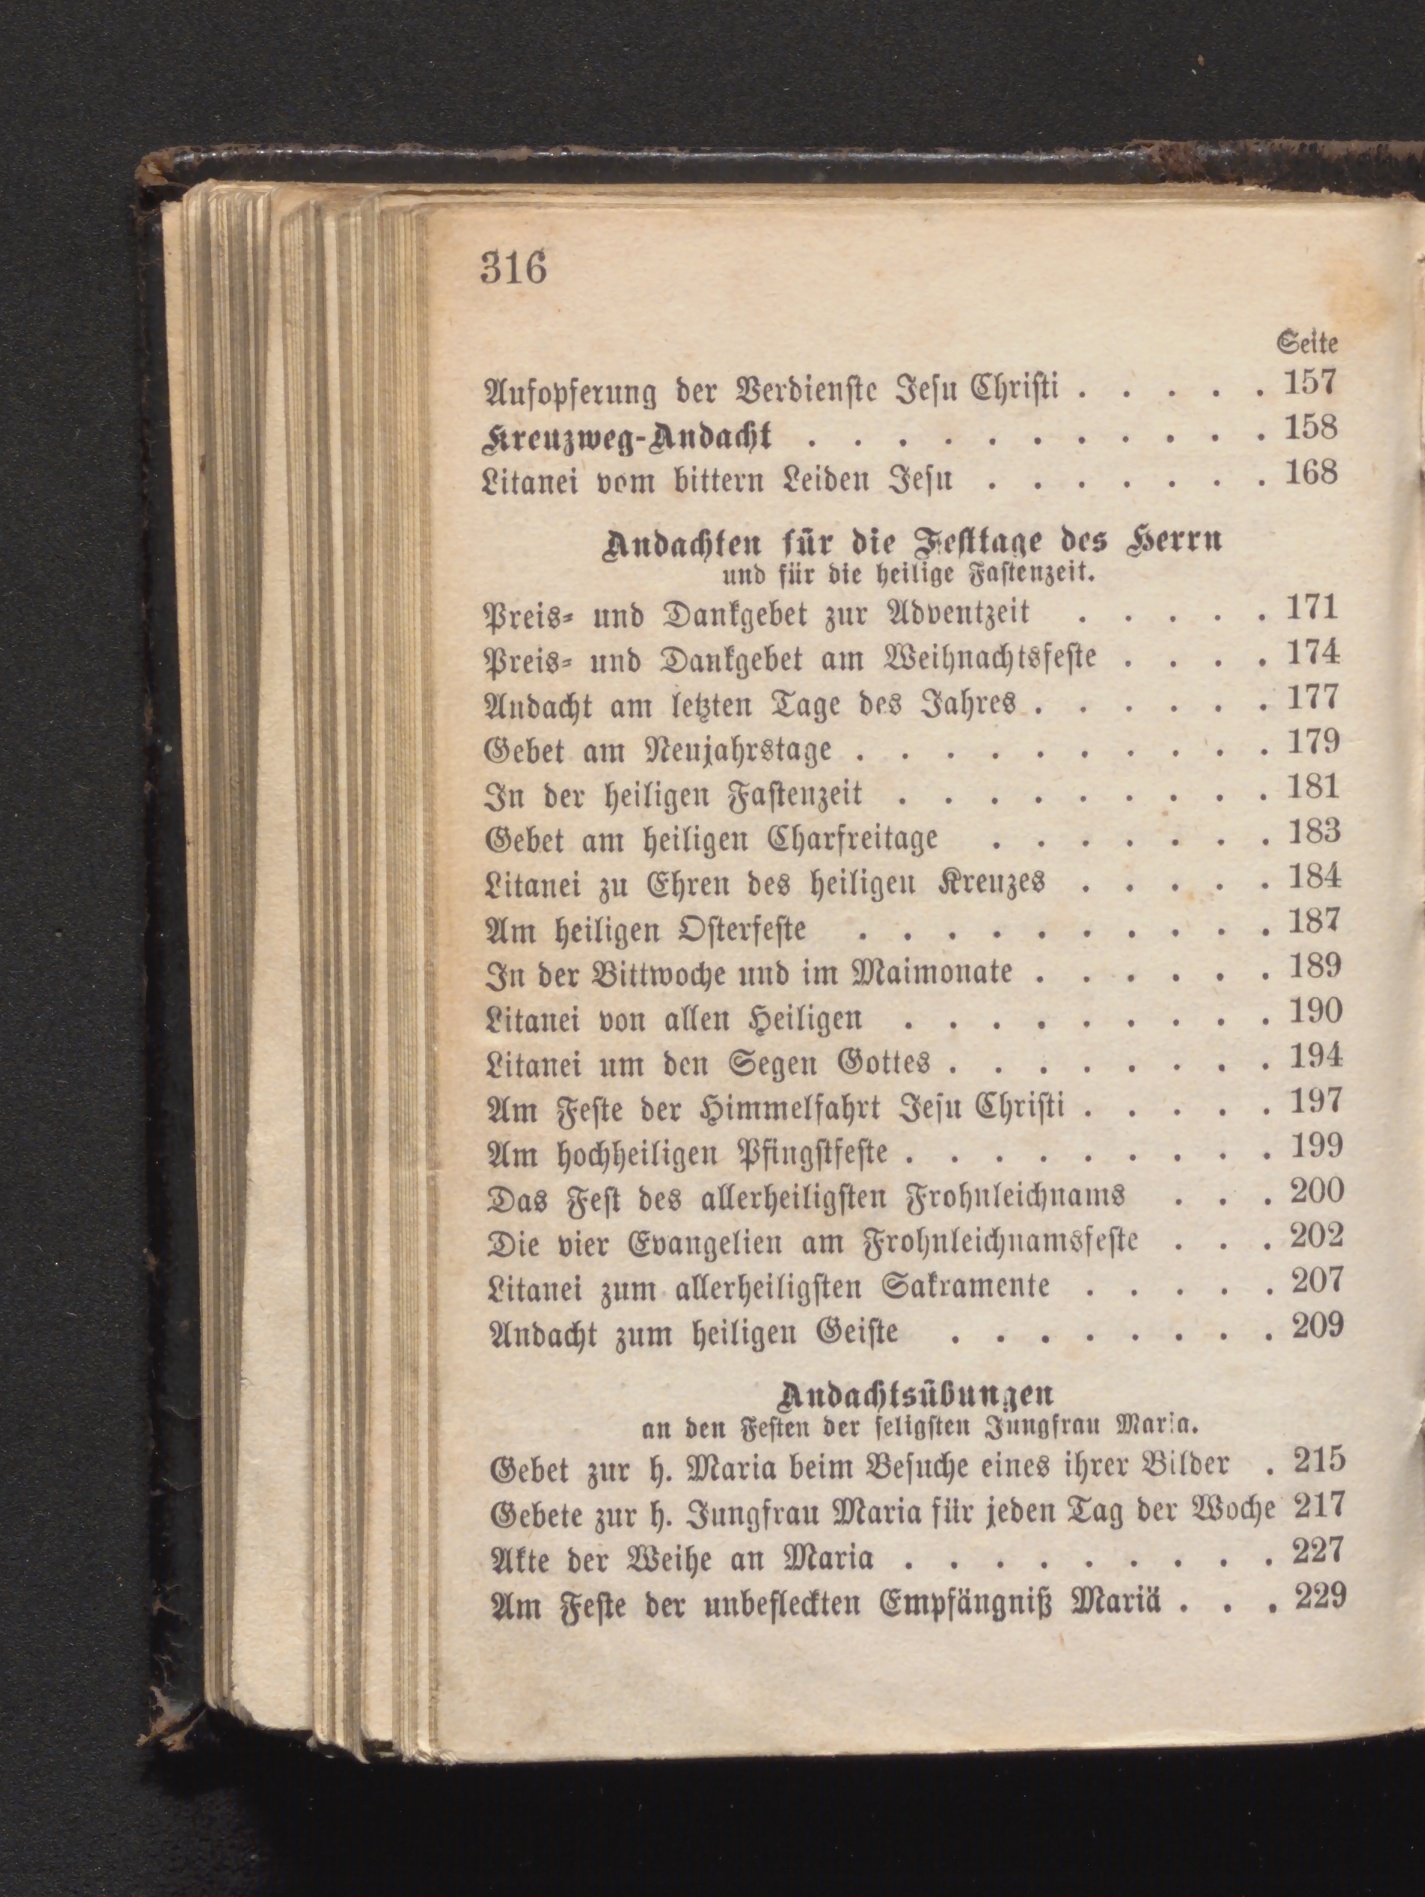 316
Seite
Aufopferung der Verdienste Jesu Christi . . . . . 157
Kreuzweg-Andacht . . . . . . . . . . . 158
Litanei vom bittern Leiden Jesu . . . . . . . 168
Andachten für die Festtage des Herrn
und für die heilige Fastenzeit.
Preis- und Dankgebet zur Adventzeit . . . . . 171
Preis- und Dankgebet am Weihnachtsfeste . . . . 174
Andacht am letzten Tage des Jahres . . . . . . 177
Gebet am Neujahrstage . . . . . . . . . . 179
In der heiligen Fastenzeit . . . . . . . . . 181
Gebet am heiligen Charfreitage . . . . . . . 183
Litanei zu Ehren des heiligen Kreuzes . . . . . 184
Am heiligen Osterfeste . . . . . . . . . . 187
In der Bittwoche und im Maimonate . . . . . . 189
Litanei von allen Heiligen . . . . . . . . . 190
Litanei um den Segen Gottes . . . . . . . . 194
Am Feste der Himmelfahrt Jesu Christi . . . . . 197
Am hochheiligen Pfingstfeste . . . . . . . . . 199
Das Fest des allerheiligsten Frohnleichnams . . . 200
Die vier Evangelien am Frohnleichnamsfeste . . . 202
Litanei zum allerheiligsten Sakramente . . . . . 207
Andacht zum heiligen Geiste . . . . . . . . 209
Andachtsübungen
an den Festen der seligsten Jungfrau Maria.
Gebet zur h. Maria beim Besuche eines ihrer Bilder . 215
Gebete zur h. Jungfrau Maria für jeden Tag der Woche 217
Akte der Weihe an Maria . . . . . . . . . 227
Am Feste der unbefleckten Empfängniß Mariä . . . 229